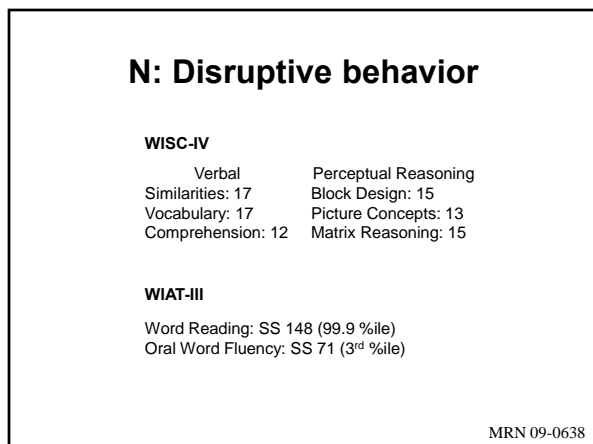 N: Disruptive behavior
WISC-IV
Verbal Perceptual Reasoning
Similarities: 17 Block Design: 15
Vocabulary: 17 Picture Concepts: 13
Comprehension: 12 Matrix Reasoning: 15
WIAT-III
Word Reading: SS 148 (99.9 %ile)
Oral Word Fluency: SS 71 (3rd %ile)
MRN 09-0638